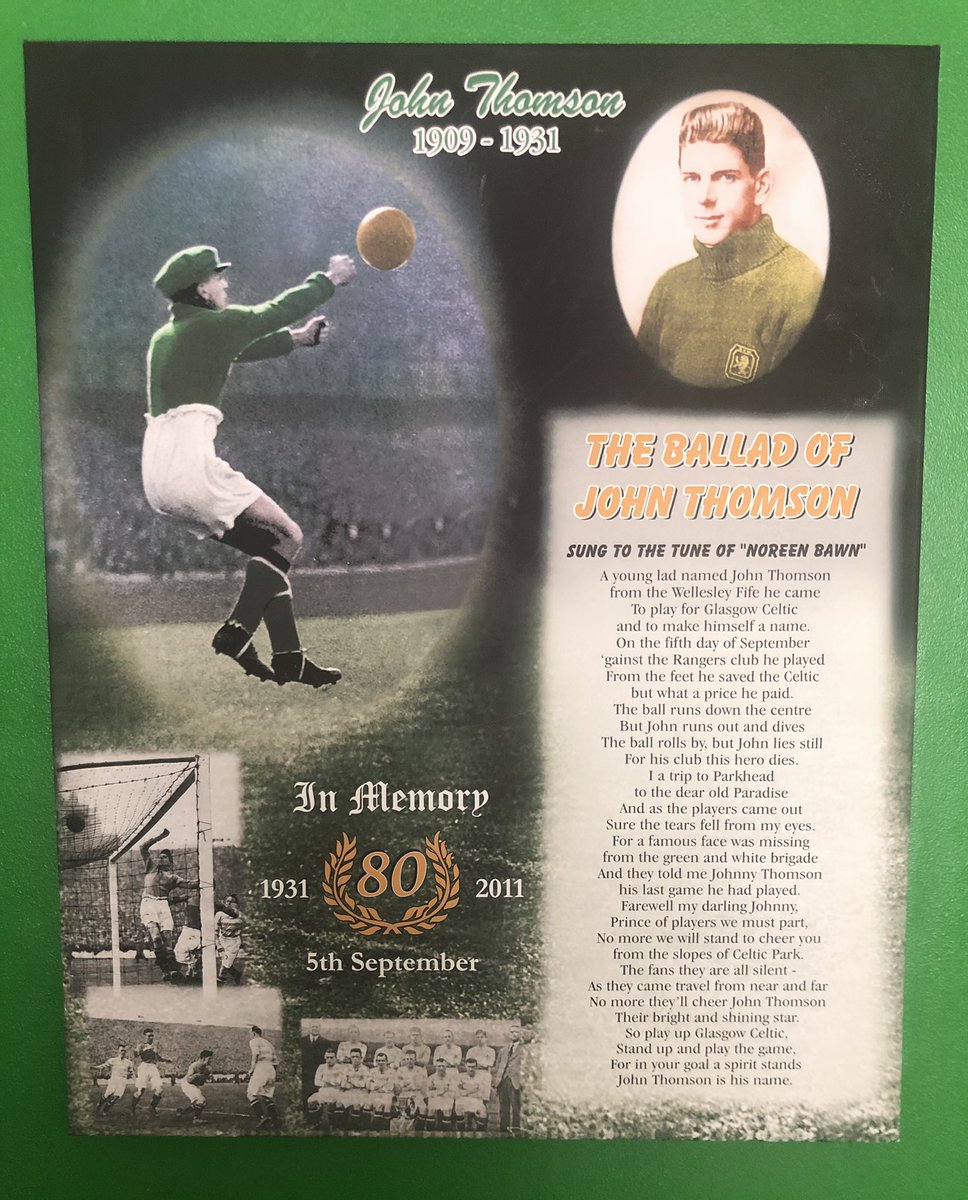 John Thomson
1909 - 1931
THE BALLAD OF
JOHN THOMSON
SUNG TO THE TUNE OF "NOREEN BAWN"
A young lad named John Thomson
from the Wellesley Fife he came
To play for Glasgow Celtic
and to make himself a name.
On the fifth day of September
‘gainst the Rangers club he played
From the feet he saved the Celtic
but what a price he paid.
The ball runs down the centre
But John runs out and dives
The ball rolls by, but John lies still
For his club this hero dies.
I a trip to Parkhead
to the dear old Paradise
And as the players came out
Sure the tears fell from my eyes.
For a famous face was missing
from the green and white brigade
And they told me Johnny Thomson
his last game he had played.
Farewell my darling Johnny,
Prince of players we must part,
No more we will stand to cheer you
from the slopes of Celtic Park.
The fans they are all silent -
As they came travel from near and far
No more they’ll cheer John Thomson
Their bright and shining star.
So play up Glasgow Celtic,
Stand up and play the game,
For in your goal a spirit stands
John Thomson is his name.
In Memory
1931 80 2011
5th September